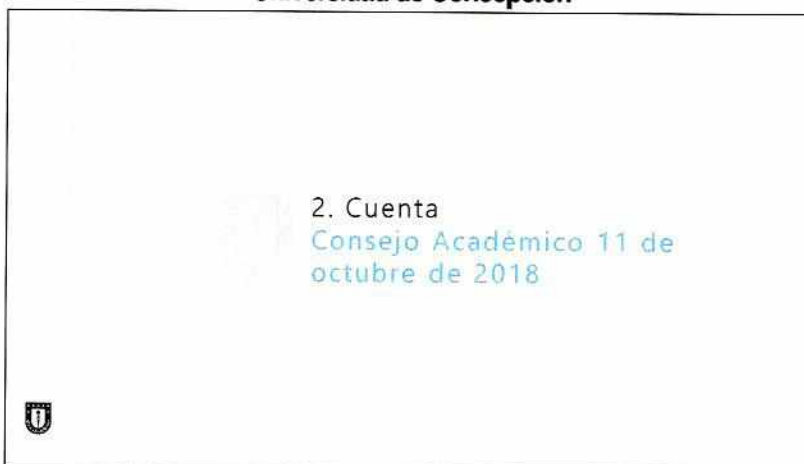 Universidad de Concepción
2. Cuenta
Consejo Académico 11 de
octubre de 2018